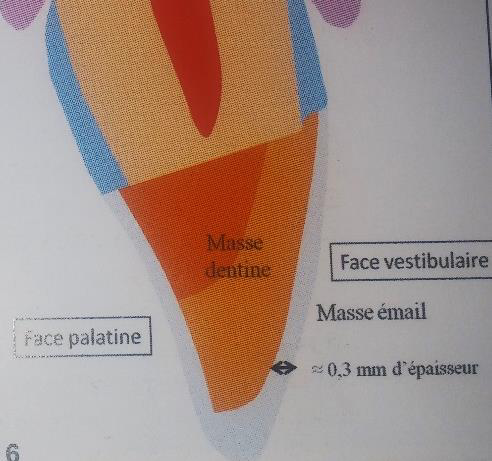 Masse
dentine
Face vestibulaire
Masse émail
Face palatine
≈ 0,3 mm d'épaisseur
6